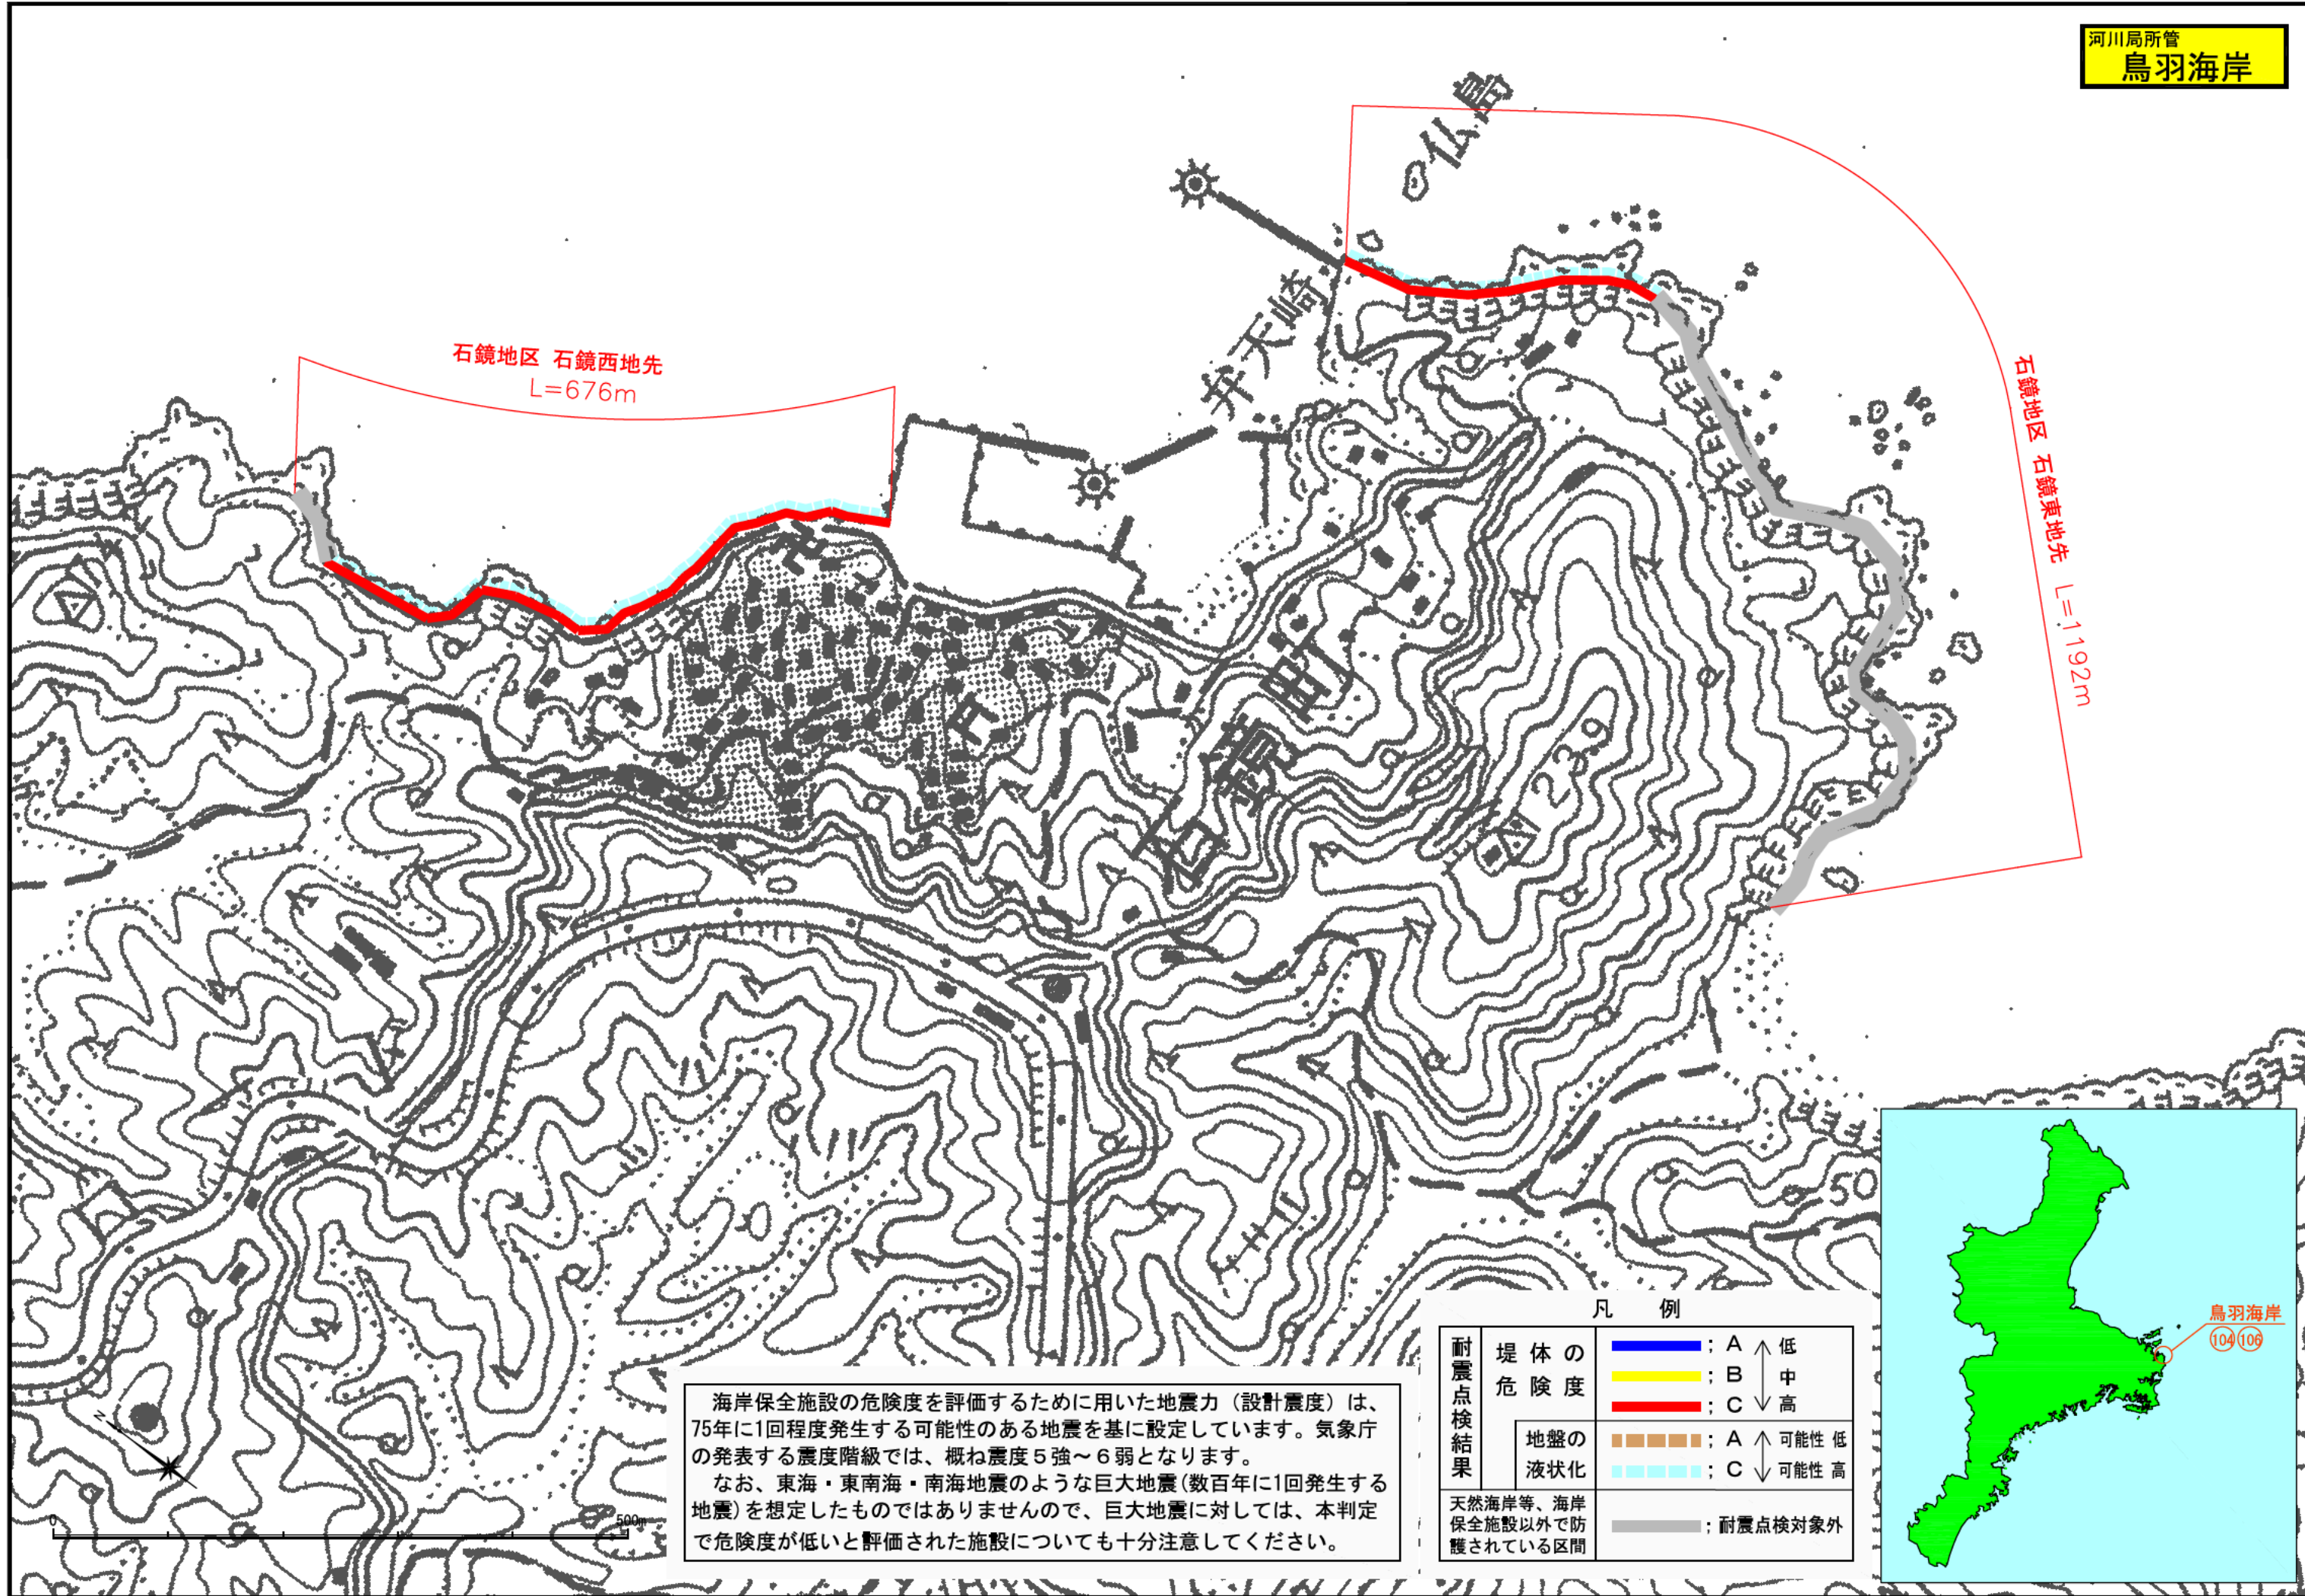 河川局所管
鳥羽海岸
仏島
弁天崎
石鏡地区 石鏡西地先
L=676m
石鏡地区 石鏡東地先 L=1192m
石鏡町
239
50
鳥羽海岸
104 106
凡 例
耐震点検結果
堤体の
危険度
; A 低
; B 中
; C 高
地盤の
液状化
; A 可能性 低
; C 可能性 高
天然海岸等、海岸
保全施設以外で防
護されている区間
; 耐震点検対象外
海岸保全施設の危険度を評価するために用いた地震力（設計震度）は、
75年に1回程度発生する可能性のある地震を基に設定しています。気象庁
の発表する震度階級では、概ね震度５強～６弱となります。
なお、東海・東南海・南海地震のような巨大地震(数百年に1回発生する
地震)を想定したものではありませんので、巨大地震に対しては、本判定
で危険度が低いと評価された施設についても十分注意してください。
0 500m